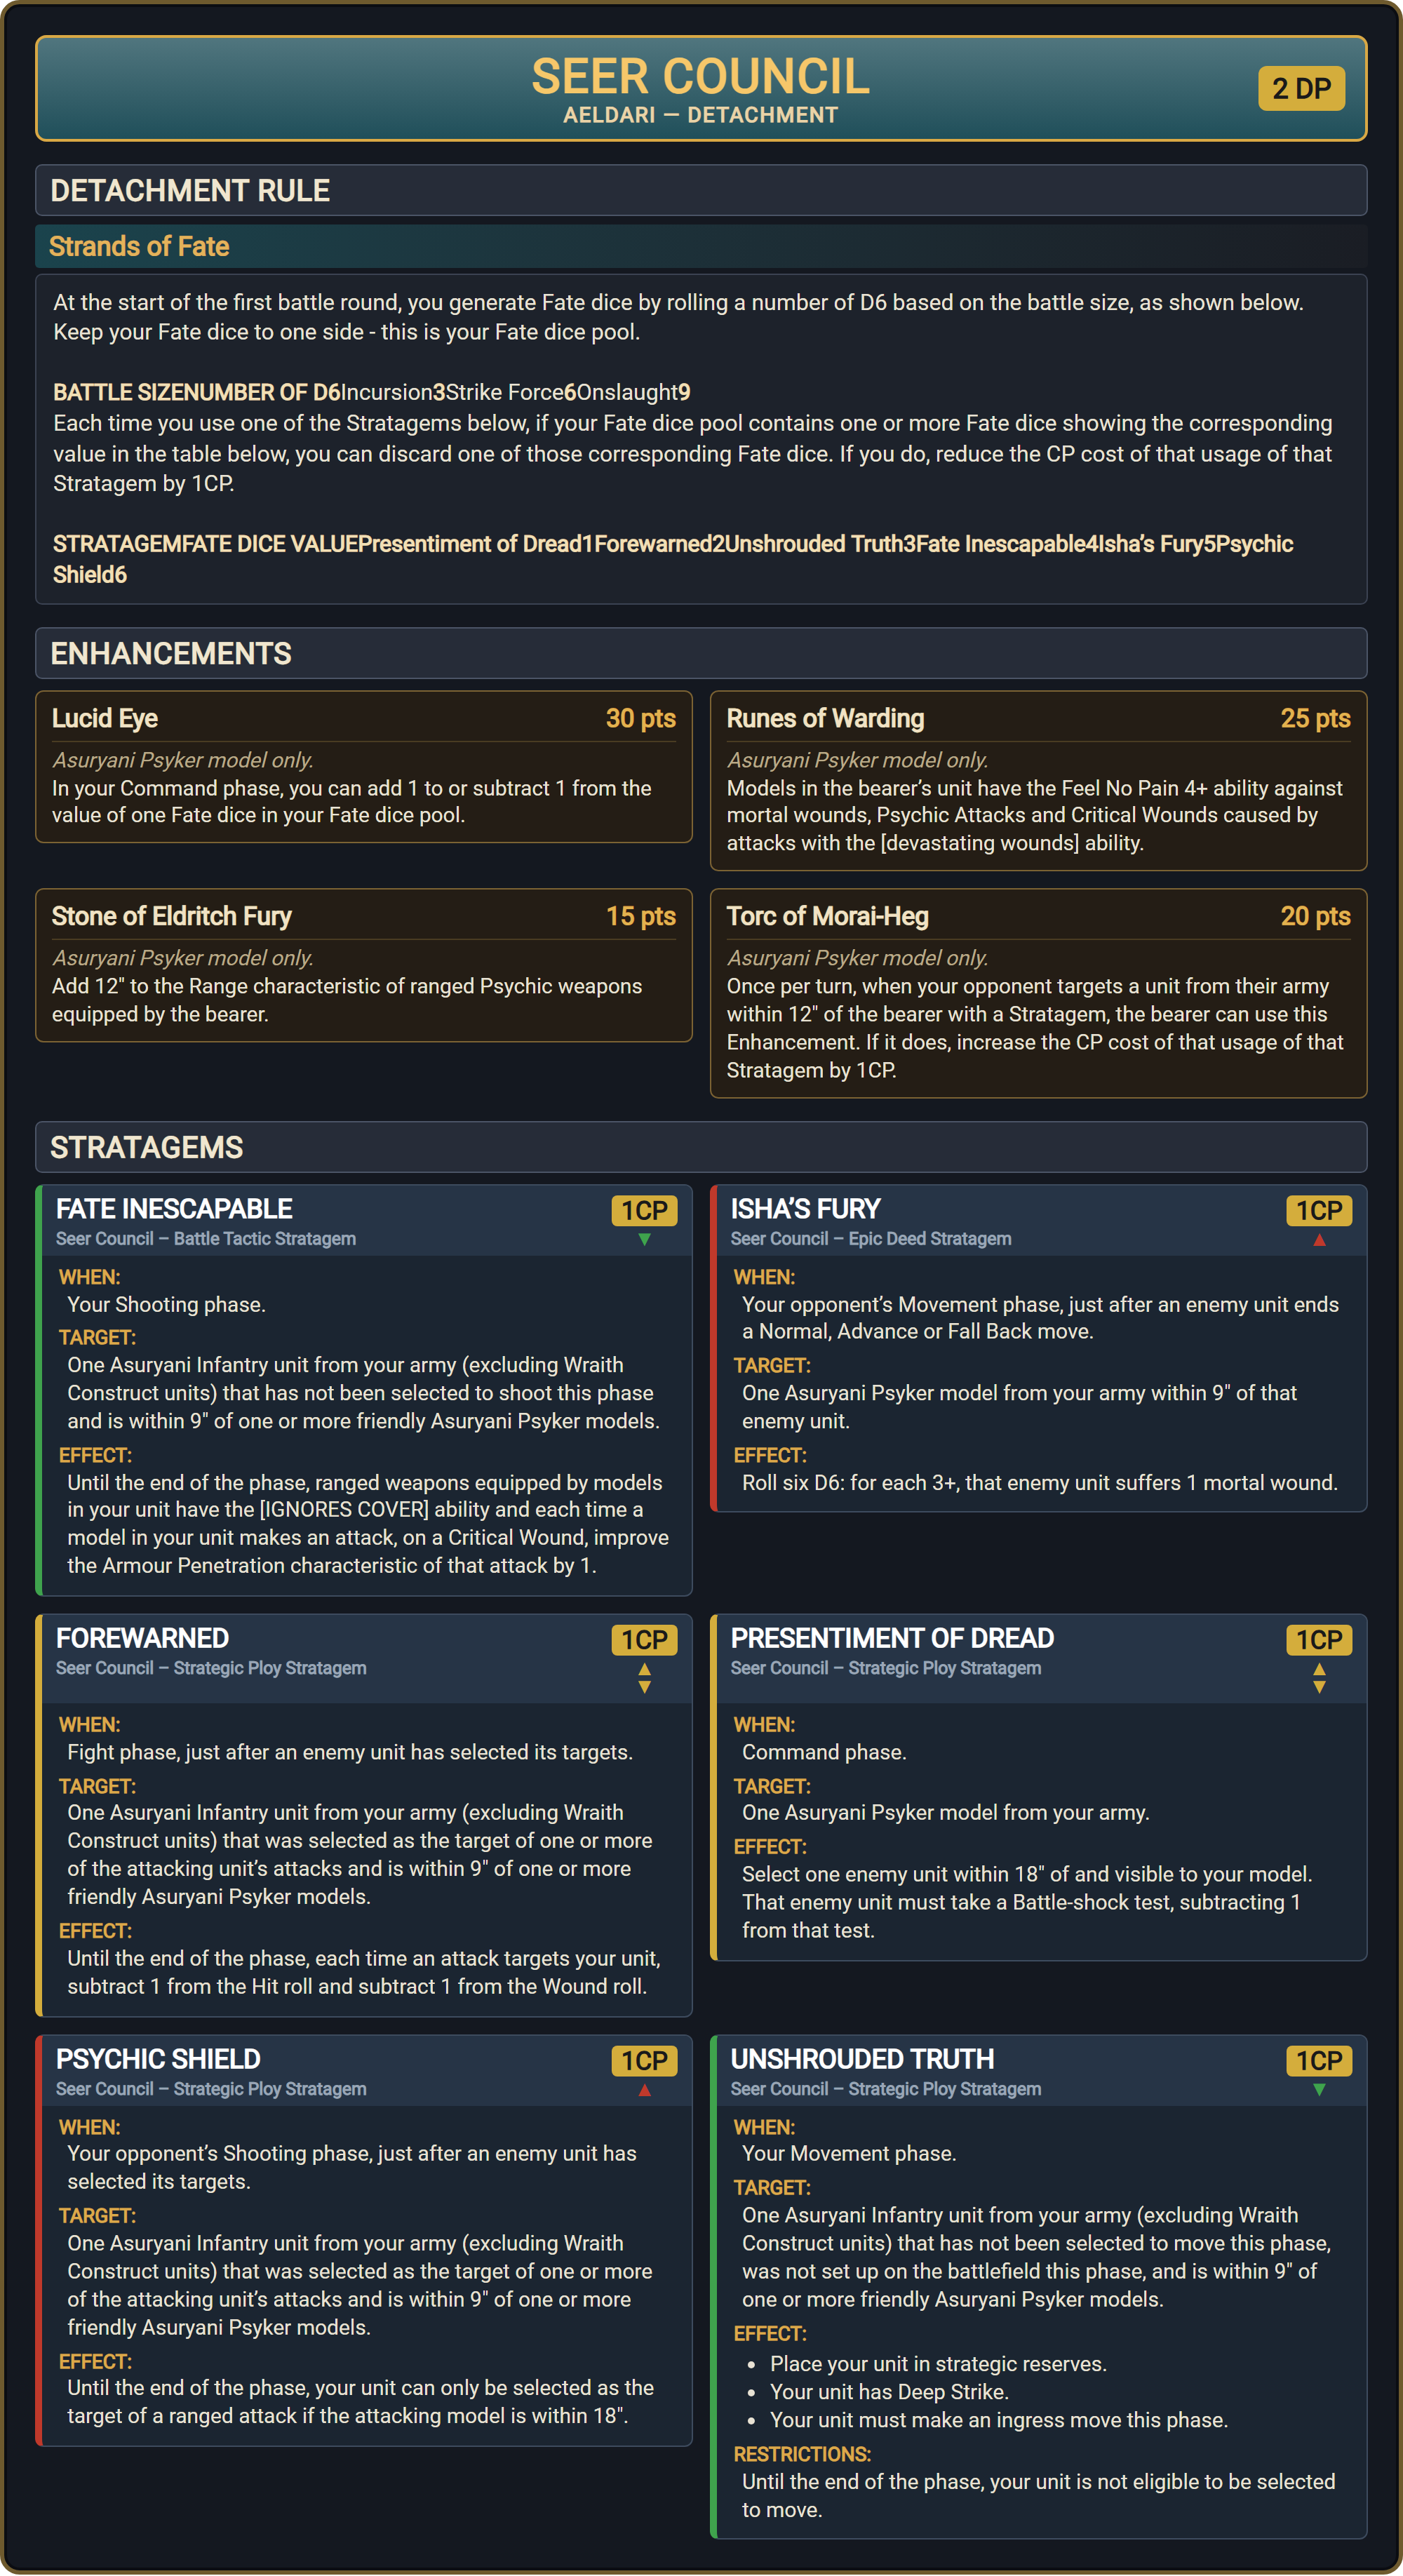 SEER COUNCIL
AELDARI – DETACHMENT
2 DP
DETACHMENT RULE
Strands of Fate
At the start of the first battle round, you generate Fate dice by rolling a number of D6 based on the battle size, as shown below.
Keep your Fate dice to one side - this is your Fate dice pool.
BATTLE SIZENUMBER OF D6Incursion3Strike Force6Onslaught9
Each time you use one of the Stratagems below, if your Fate dice pool contains one or more Fate dice showing the corresponding
value in the table below, you can discard one of those corresponding Fate dice. If you do, reduce the CP cost of that usage of that
Stratagem by 1CP.
STRATAGEMFATE DICE VALUEPresentiment of Dread1Forewarned2Unshrouded Truth3Fate Inescapable4Isha’s Fury5Psychic
Shield6
ENHANCEMENTS
Lucid Eye
30 pts
Asuryani Psyker model only.
In your Command phase, you can add 1 to or subtract 1 from the
value of one Fate dice in your Fate dice pool.
Runes of Warding
25 pts
Asuryani Psyker model only.
Models in the bearer’s unit have the Feel No Pain 4+ ability against
mortal wounds, Psychic Attacks and Critical Wounds caused by
attacks with the [devastating wounds] ability.
Stone of Eldritch Fury
15 pts
Asuryani Psyker model only.
Add 12" to the Range characteristic of ranged Psychic weapons
equipped by the bearer.
Torc of Morai-Heg
20 pts
Asuryani Psyker model only.
Once per turn, when your opponent targets a unit from their army
within 12" of the bearer with a Stratagem, the bearer can use this
Enhancement. If it does, increase the CP cost of that usage of that
Stratagem by 1CP.
STRATAGEMS
FATE INESCAPABLE
1CP
Seer Council – Battle Tactic Stratagem
▼
WHEN:
Your Shooting phase.
TARGET:
One Asuryani Infantry unit from your army (excluding Wraith
Construct units) that has not been selected to shoot this phase
and is within 9" of one or more friendly Asuryani Psyker models.
EFFECT:
Until the end of the phase, ranged weapons equipped by models
in your unit have the [IGNORES COVER] ability and each time a
model in your unit makes an attack, on a Critical Wound, improve
the Armour Penetration characteristic of that attack by 1.
ISHA’S FURY
1CP
Seer Council – Epic Deed Stratagem
▲
WHEN:
Your opponent’s Movement phase, just after an enemy unit ends
a Normal, Advance or Fall Back move.
TARGET:
One Asuryani Psyker model from your army within 9" of that
enemy unit.
EFFECT:
Roll six D6: for each 3+, that enemy unit suffers 1 mortal wound.
FOREWARNED
1CP
Seer Council – Strategic Ploy Stratagem
▲
▼
WHEN:
Fight phase, just after an enemy unit has selected its targets.
TARGET:
One Asuryani Infantry unit from your army (excluding Wraith
Construct units) that was selected as the target of one or more
of the attacking unit’s attacks and is within 9" of one or more
friendly Asuryani Psyker models.
EFFECT:
Until the end of the phase, each time an attack targets your unit,
subtract 1 from the Hit roll and subtract 1 from the Wound roll.
PRESENTIMENT OF DREAD
1CP
Seer Council – Strategic Ploy Stratagem
▲
▼
WHEN:
Command phase.
TARGET:
One Asuryani Psyker model from your army.
EFFECT:
Select one enemy unit within 18" of and visible to your model.
That enemy unit must take a Battle-shock test, subtracting 1
from that test.
PSYCHIC SHIELD
1CP
Seer Council – Strategic Ploy Stratagem
▲
WHEN:
Your opponent’s Shooting phase, just after an enemy unit has
selected its targets.
TARGET:
One Asuryani Infantry unit from your army (excluding Wraith
Construct units) that was selected as the target of one or more
of the attacking unit’s attacks and is within 9" of one or more
friendly Asuryani Psyker models.
EFFECT:
Until the end of the phase, your unit can only be selected as the
target of a ranged attack if the attacking model is within 18".
UNSHROUDED TRUTH
1CP
Seer Council – Strategic Ploy Stratagem
▼
WHEN:
Your Movement phase.
TARGET:
One Asuryani Infantry unit from your army (excluding Wraith
Construct units) that has not been selected to move this phase,
was not set up on the battlefield this phase, and is within 9" of
one or more friendly Asuryani Psyker models.
EFFECT:
• Place your unit in strategic reserves.
• Your unit has Deep Strike.
• Your unit must make an ingress move this phase.
RESTRICTIONS:
Until the end of the phase, your unit is not eligible to be selected
to move.